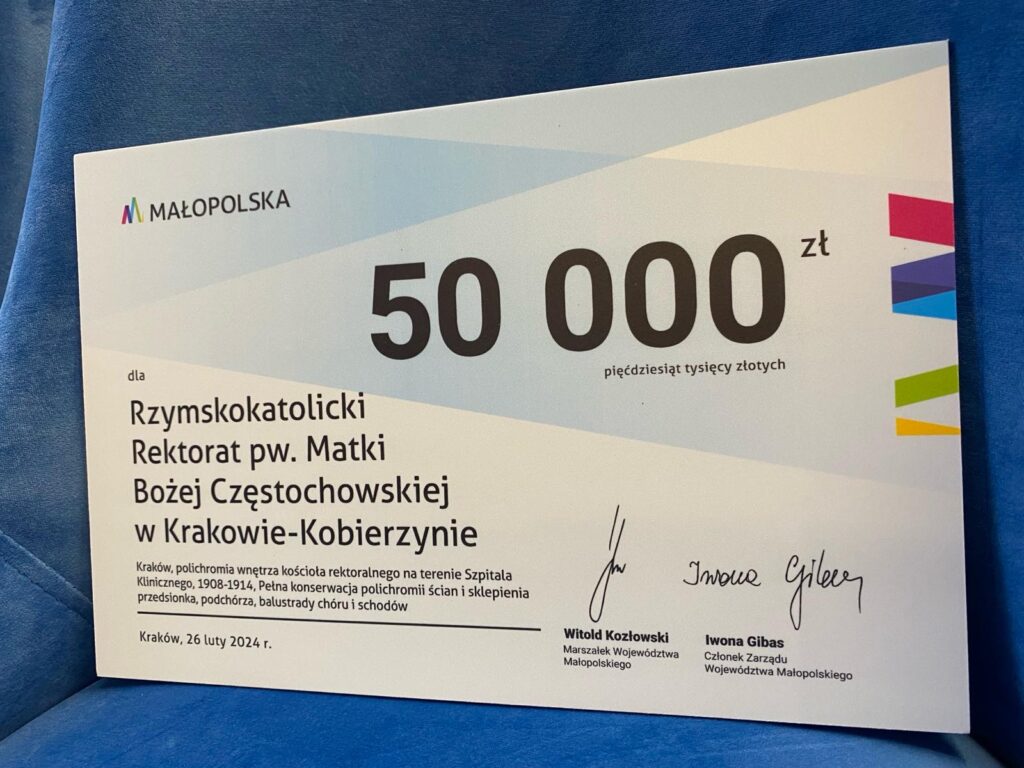 MAŁOPOLSKA
50 000 zł
pięćdziesiąt tysięcy złotych
dla
Rzymskokatolicki
Rektorat pw. Matki
Bożej Częstochowskiej
w Krakowie-Kobierzynie
Kraków, polichromia wnętrza kościoła rektoralnego na terenie Szpitala
Klinicznego, 1908-1914, Pełna konserwacja polichromii ścian i sklepienia
przedsionka, podchórza, balustrady chóru i schodów
Kraków, 26 luty 2024 r.
Iwona Gibas
Witold Kozłowski
Marszałek Województwa
Małopolskiego
Iwona Gibas
Członek Zarządu
Województwa Małopolskiego